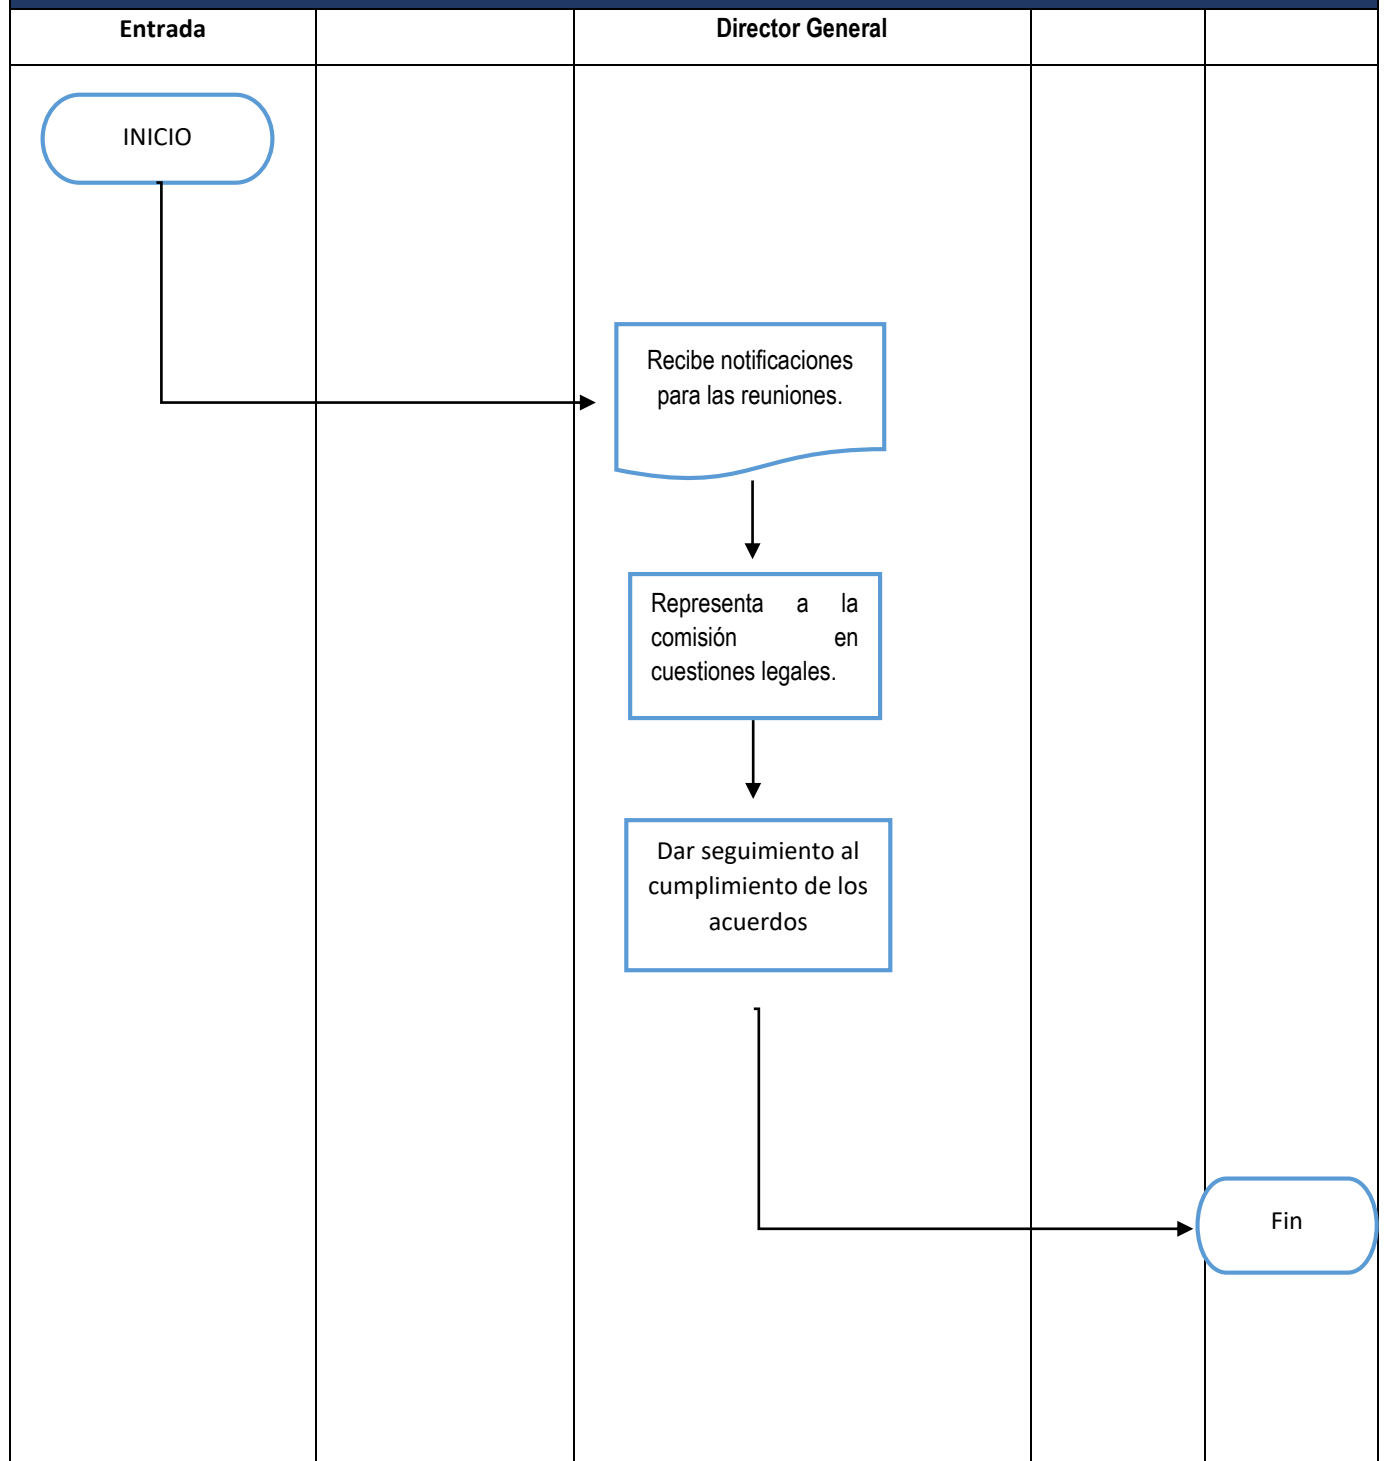 Entrada
Director General
INICIO
Recibe notificaciones
para las reuniones.
Representa a la
comisión en
cuestiones legales.
Dar seguimiento al
cumplimiento de los
acuerdos
Fin